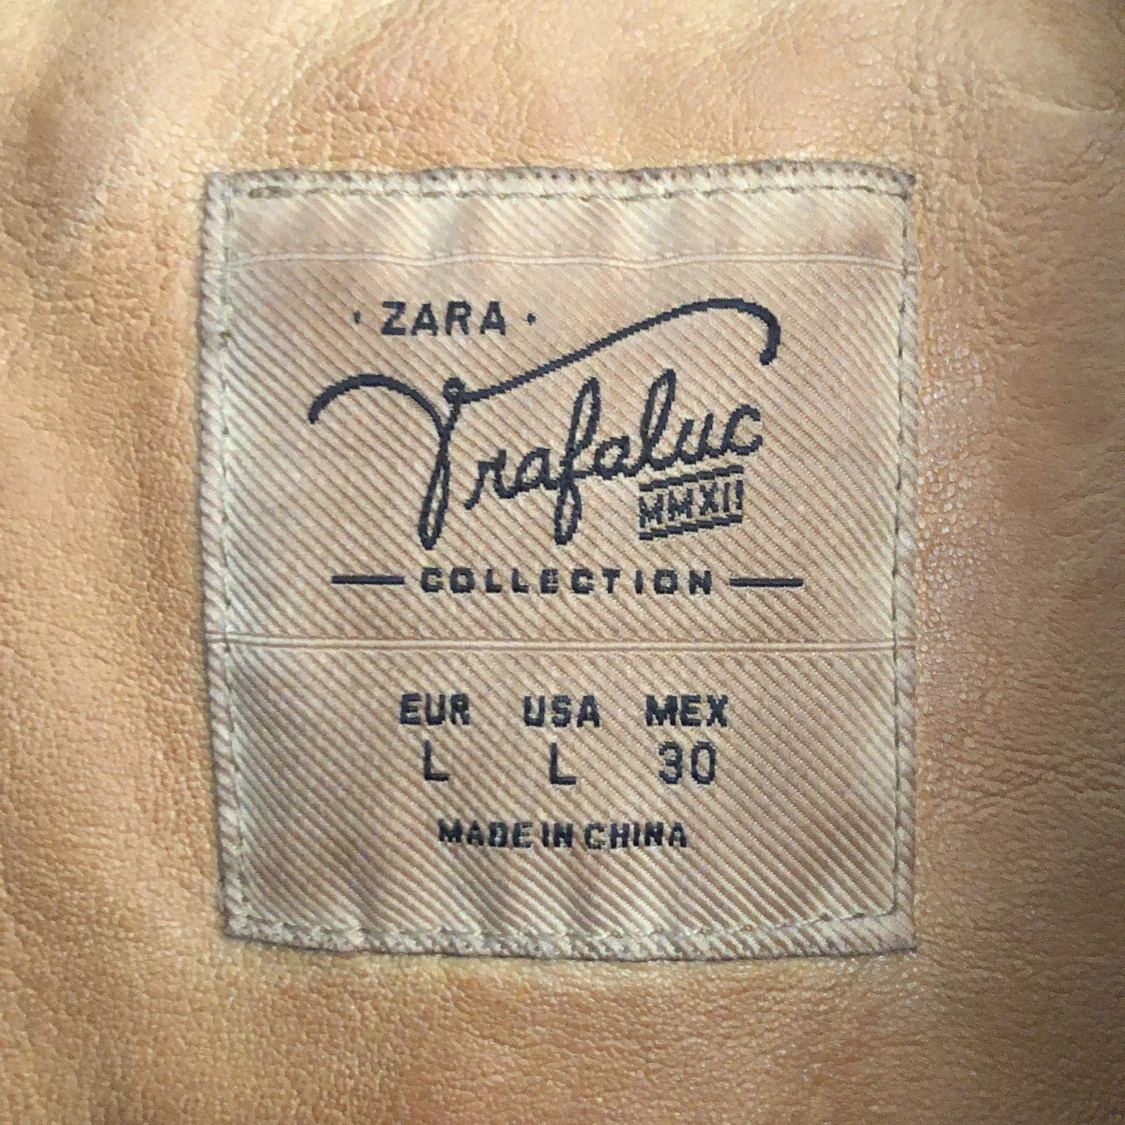 · ZARA ·
Trafaluc
MMXII
COLLECTION
EUR USA MEX
L L 30
MADE IN CHINA